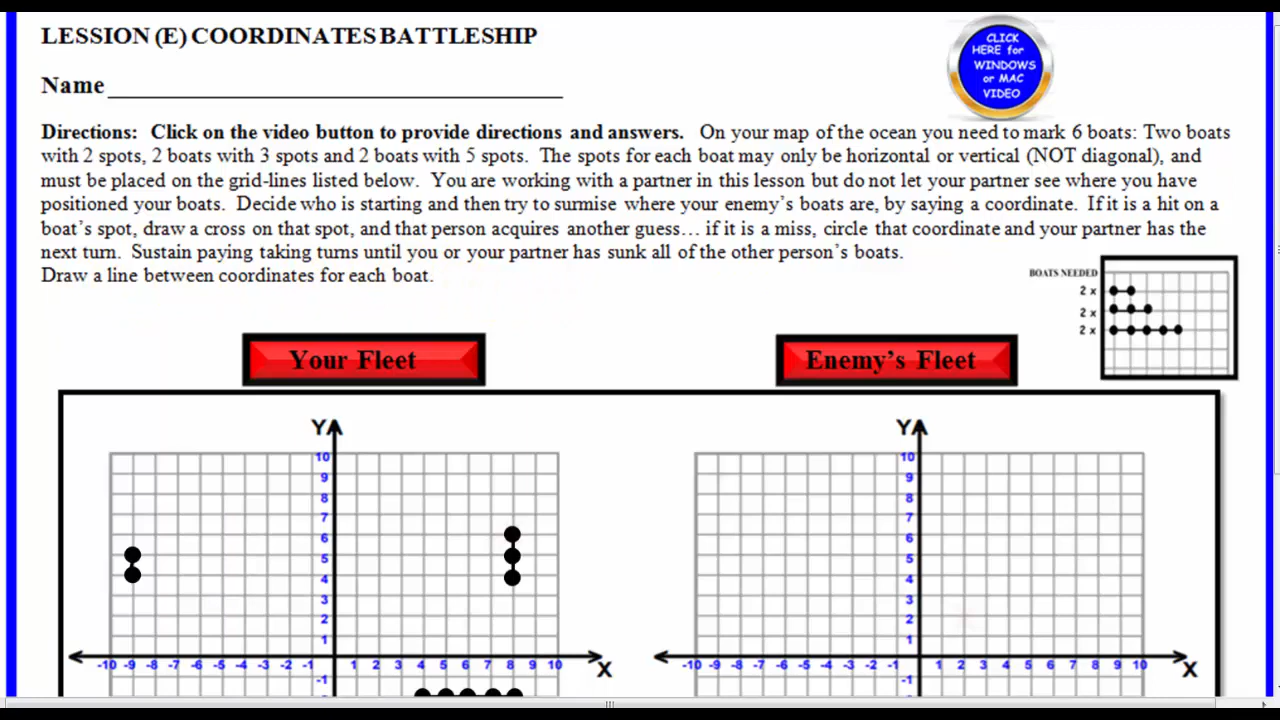 LESSION (E) COORDINATES BATTLESHIP
CLICK
HERE for
WINDOWS
or MAC
VIDEO
Name
Directions: Click on the video button to provide directions and answers. On your map of the ocean you need to mark 6 boats: Two boats
with 2 spots, 2 boats with 3 spots and 2 boats with 5 spots. The spots for each boat may only be horizontal or vertical (NOT diagonal), and
must be placed on the grid-lines listed below. You are working with a partner in this lesson but do not let your partner see where you have
positioned your boats. Decide who is starting and then try to surmise where your enemy's boats are, by saying a coordinate. If it is a hit on a
boat's spot, draw a cross on that spot, and that person acquires another guess… if it is a miss, circle that coordinate and your partner has the
next turn. Sustain paying taking turns until you or your partner has sunk all of the other person's boats.
Draw a line between coordinates for each boat.
BOATS NEEDED
2 x
2 x
2 x
Your Fleet
Enemy's Fleet
Y
10
9
8
7
6
5
4
3
2
1
-10 -9 -8 -7 -6 -5 -4 -3 -2 -1 1 2 3 4 5 6 7 8 9 10
X
-1
Y
10
9
8
7
6
5
4
3
2
1
-10 -9 -8 -7 -6 -5 -4 -3 -2 -1 1 2 3 4 5 6 7 8 9 10
X
-1